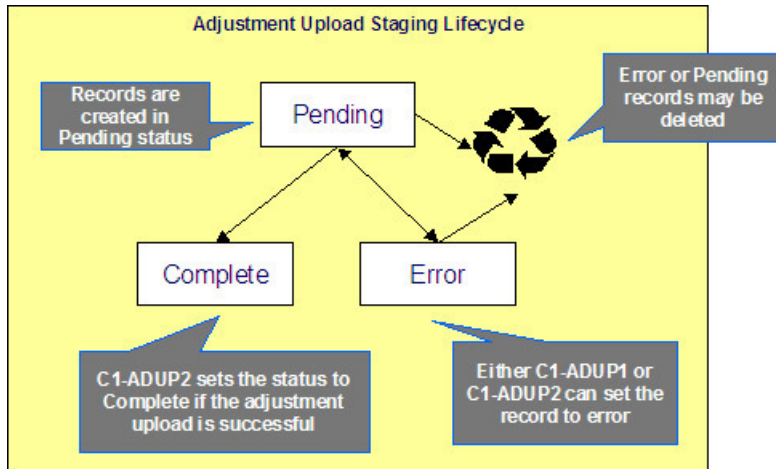 Adjustment Upload Staging Lifecycle
Records are
created in
Pending status
Pending
Error or Pending
records may be
deleted
Complete
Error
C1-ADUP2 sets the status to
Complete if the adjustment
upload is successful
Either C1-ADUP1 or
C1-ADUP2 can set the
record to error